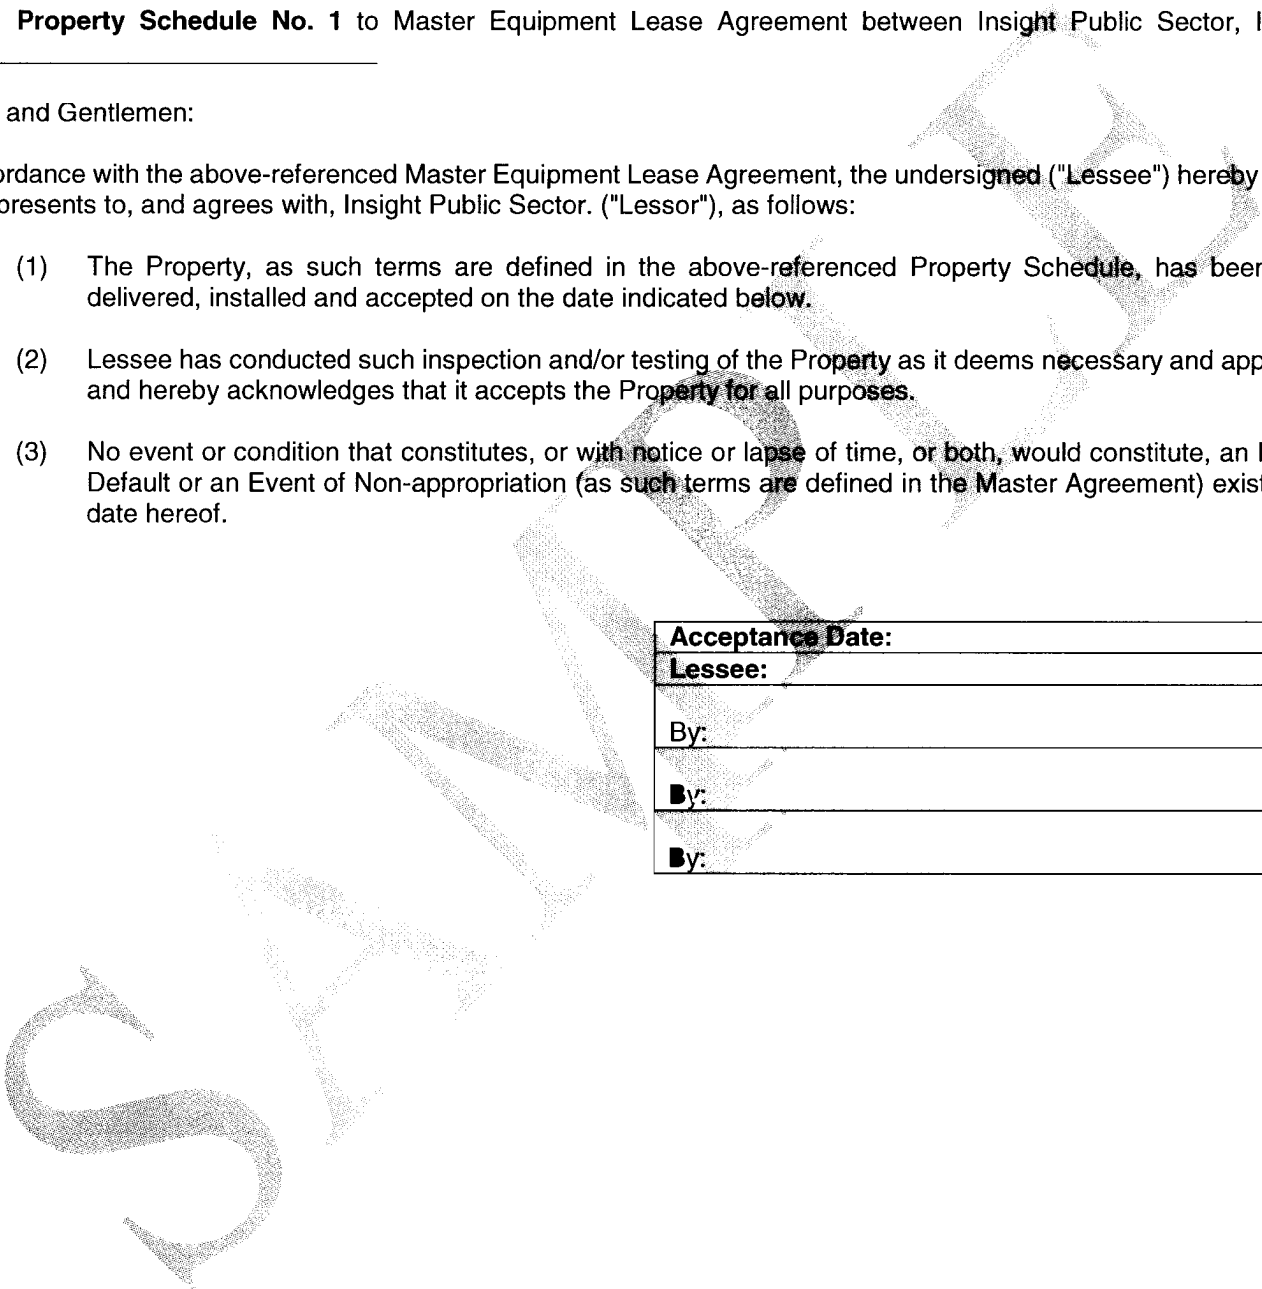 Property Schedule No. 1 to Master Equipment Lease Agreement between Insight Public Sector,
and Gentlemen:
with the above-referenced Master Equipment Lease Agreement, the undersigned ("Lessee") hereby
to, and agrees with, Insight Public Sector. ("Lessor"), as follows:
(1) The Property, as such terms are defined in the above-referenced Property Schedule, has been
delivered, installed and accepted on the date indicated below.
(2) Lessee has conducted such inspection and/or testing of the Property as it deems necessary and
and hereby acknowledges that it accepts the Property for all purposes.
(3) No event or condition that constitutes, or with notice or lapse of time, or both, would constitute, an
Default or an Event of Non-appropriation (as such terms are defined in the Master Agreement)
date hereof.
Acceptance Date:
Lessee:
By:
By:
By:
SAMPLE